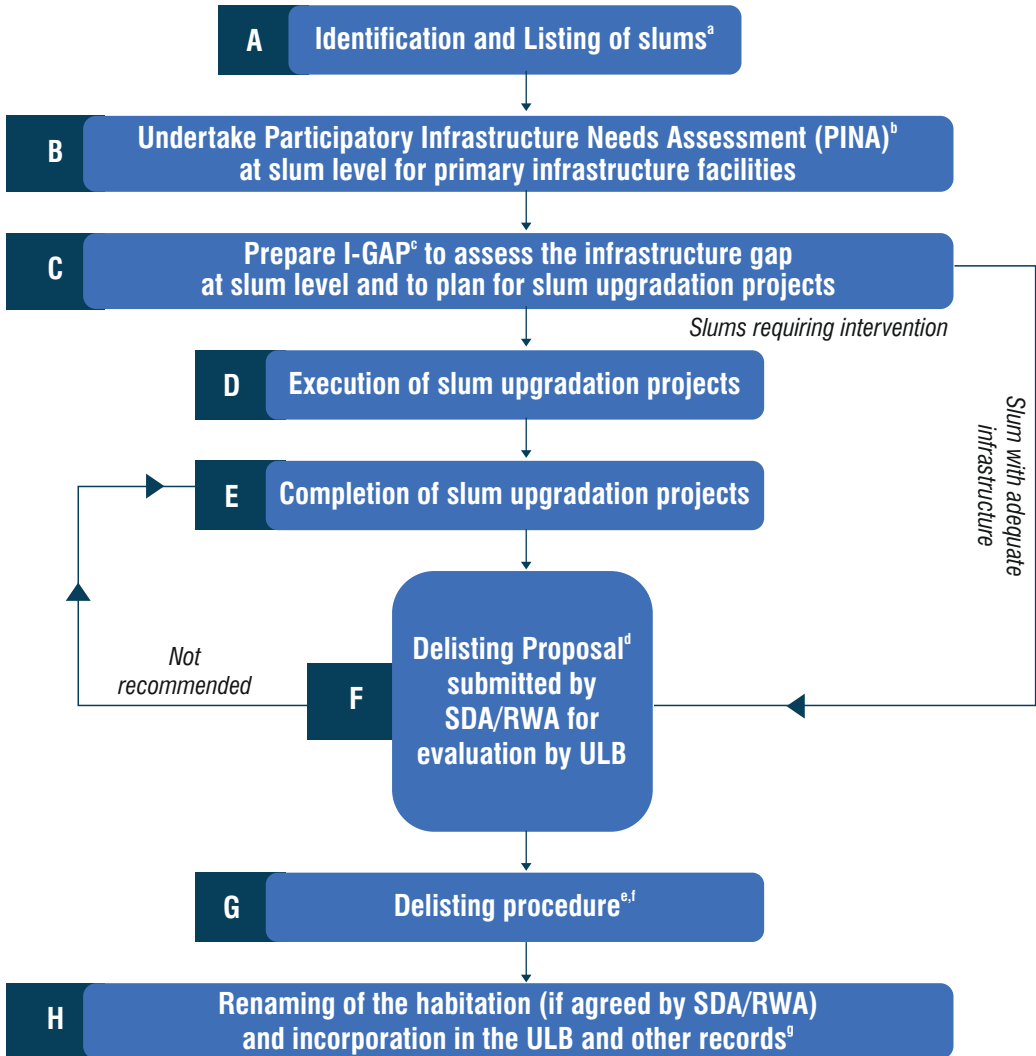 A
Identification and Listing of slumsᵃ
B
Undertake Participatory Infrastructure Needs Assessment (PINA)ᵇ
at slum level for primary infrastructure facilities
C
Prepare I-GAPᶜ to assess the infrastructure gap
at slum level and to plan for slum upgradation projects
Slums requiring intervention
Slum with adequate
infrastructure
D
Execution of slum upgradation projects
E
Completion of slum upgradation projects
Not
recommended
F
Delisting Proposalᵈ
submitted by
SDA/RWA for
evaluation by ULB
G
Delisting procedureᵉ,ᶠ
H
Renaming of the habitation (if agreed by SDA/RWA)
and incorporation in the ULB and other recordsᵍ